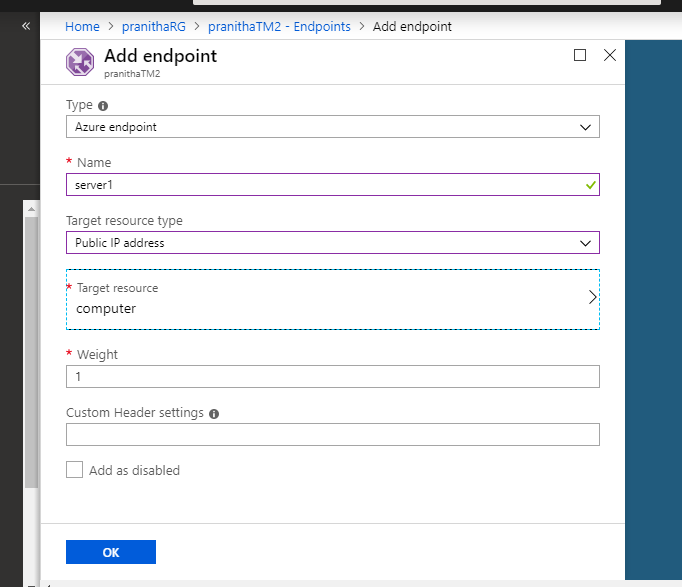 «
Home > pranithaRG > pranithaTM2 - Endpoints > Add endpoint
Add endpoint
pranithaTM2
Type
Azure endpoint
* Name
server1
Target resource type
Public IP address
* Target resource
computer
* Weight
1
Custom Header settings
Add as disabled
OK